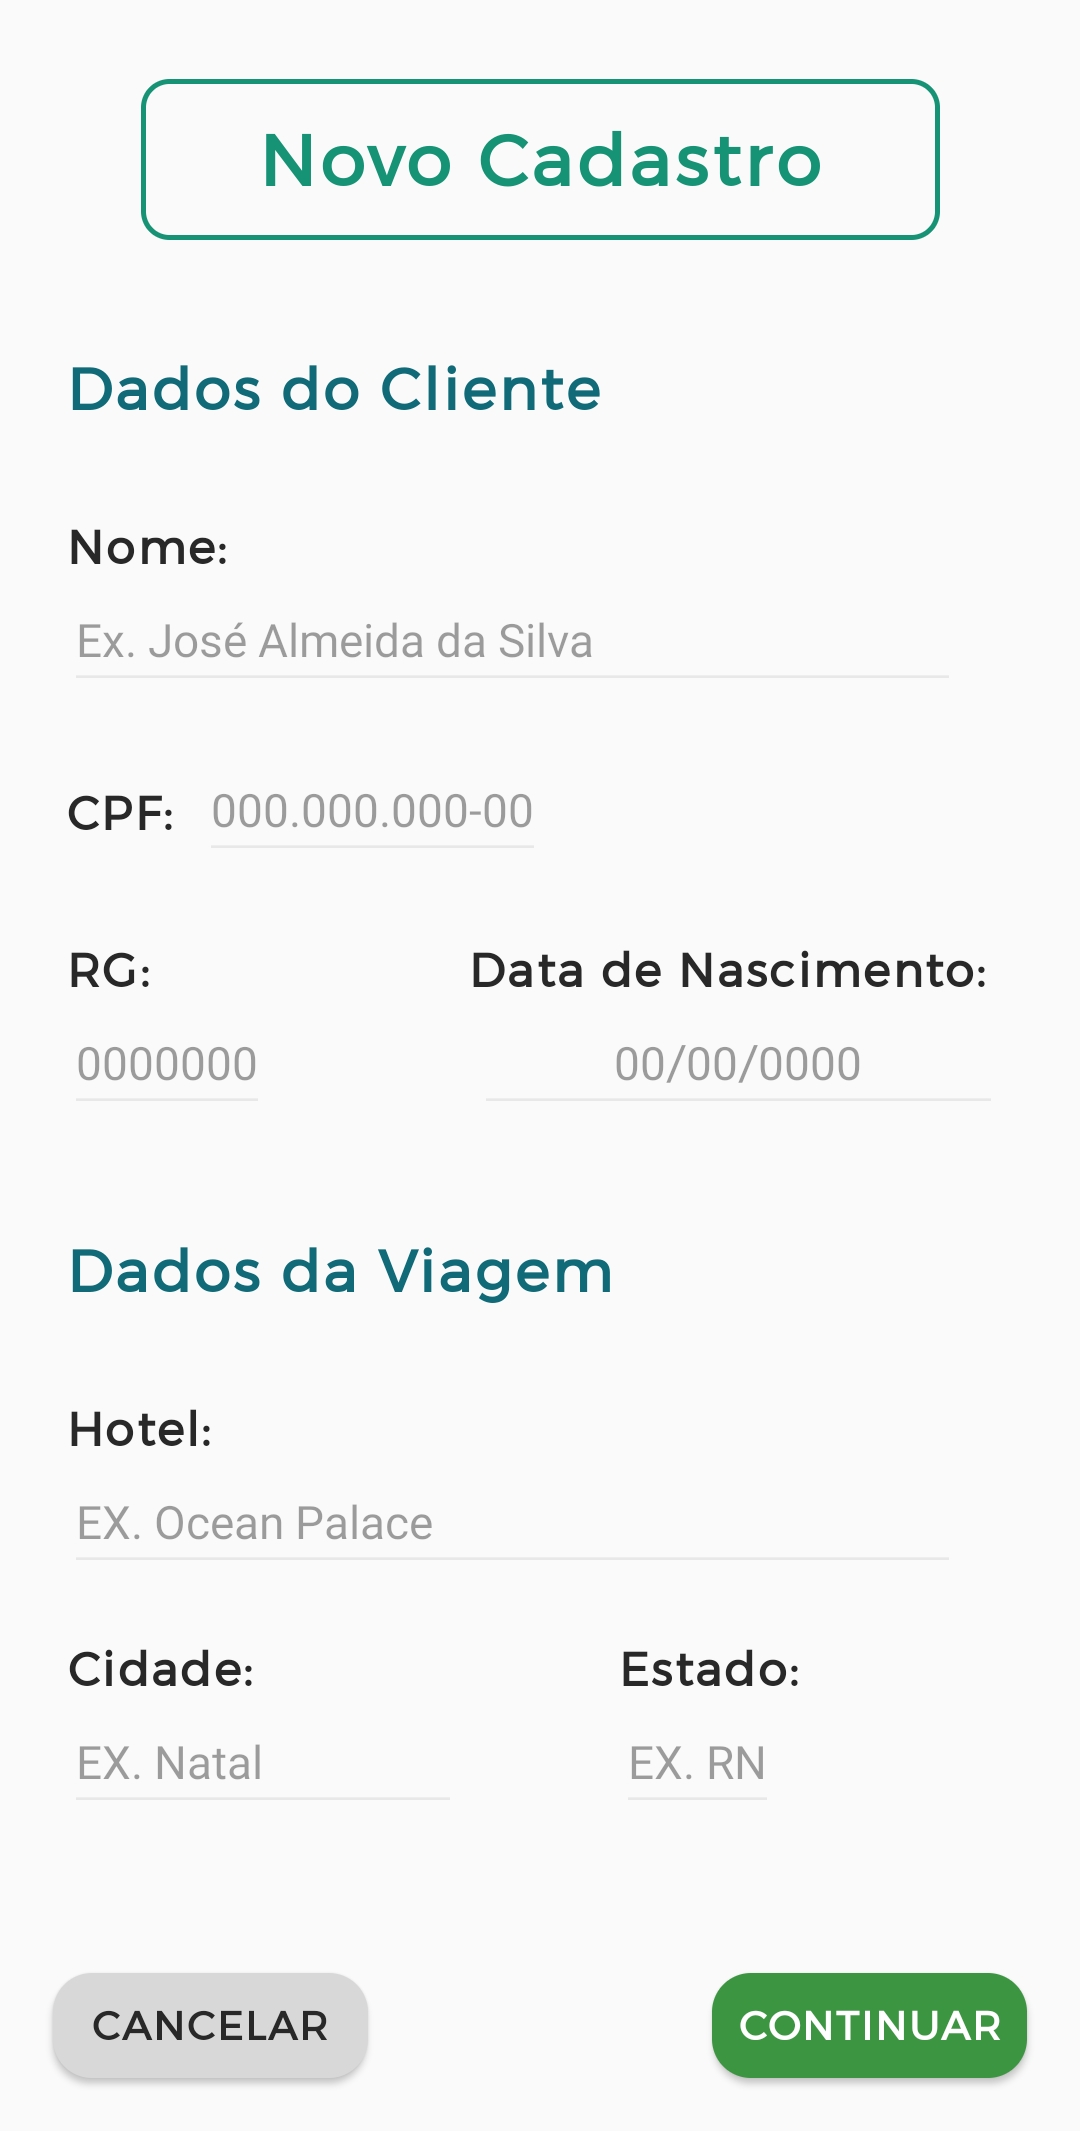 Novo Cadastro
Dados do Cliente
Nome:
Ex. José Almeida da Silva
CPF: 000.000.000-00
RG:
0000000
Data de Nascimento:
00/00/0000
Dados da Viagem
Hotel:
EX. Ocean Palace
Cidade:
EX. Natal
Estado:
EX. RN
CANCELAR
CONTINUAR